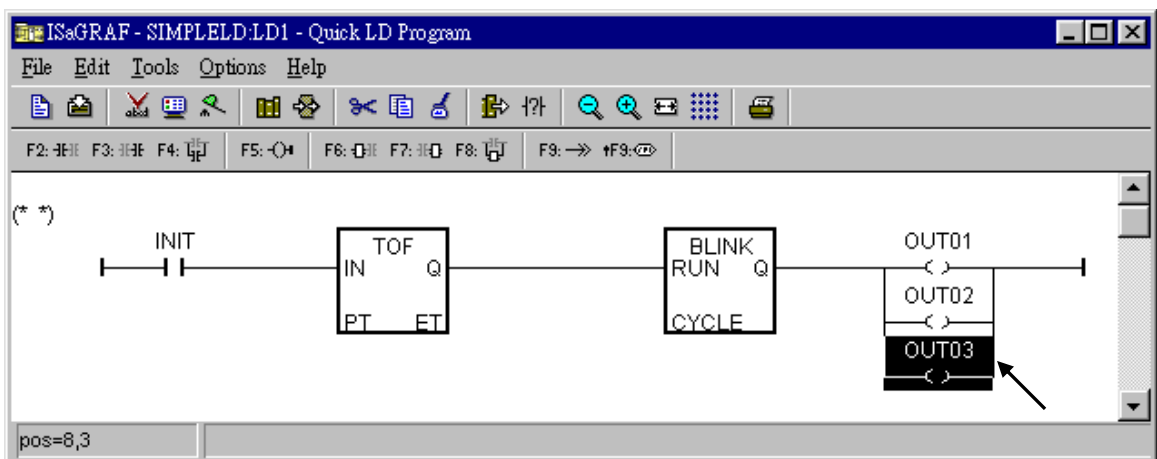 ISaGRAF - SIMPLELD:LD1 - Quick LD Program
File Edit Tools Options Help
F2: F3: F4: F5: F6: F7: F8: F9: F9:
(* *)
INIT
TOF
IN Q
PT ET
BLINK
RUN Q
CYCLE
OUT01
OUT02
OUT03
pos=8,3